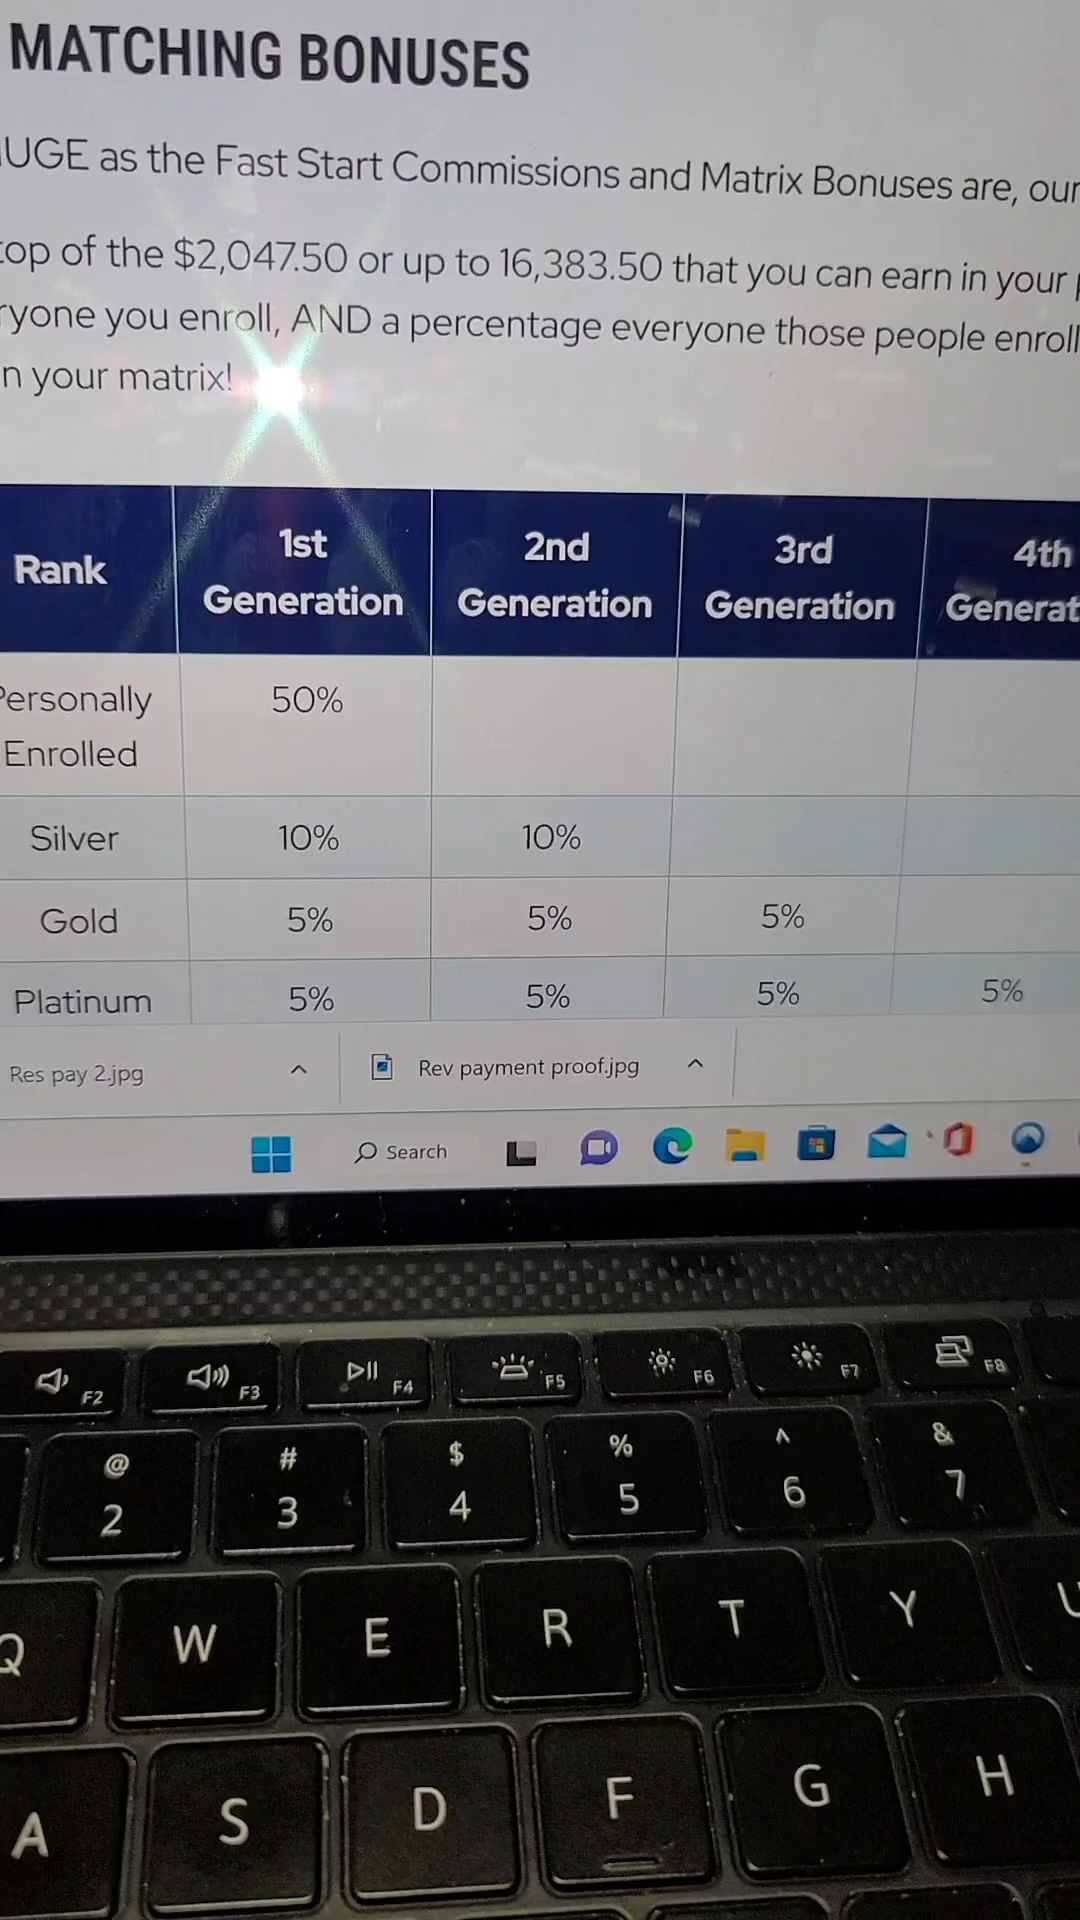 MATCHING BONUSES
UGE as the Fast Start Commissions and Matrix Bonuses are, our
top of the $2,047.50 or up to 16,383.50 that you can earn in your
ryone you enroll, AND a percentage everyone those people enroll
n your matrix!
Rank 1st Generation 2nd Generation 3rd Generation 4th Generat
Personally Enrolled 50%
Silver 10% 10%
Gold 5% 5% 5%
Platinum 5% 5% 5% 5%
Res pay 2.jpg Rev payment proof.jpg
Search
F2 F3 F4 F5 F6 F7 F8
@ # $ % ^ &
2 3 4 5 6 7
Q W E R T Y U
A S D F G H